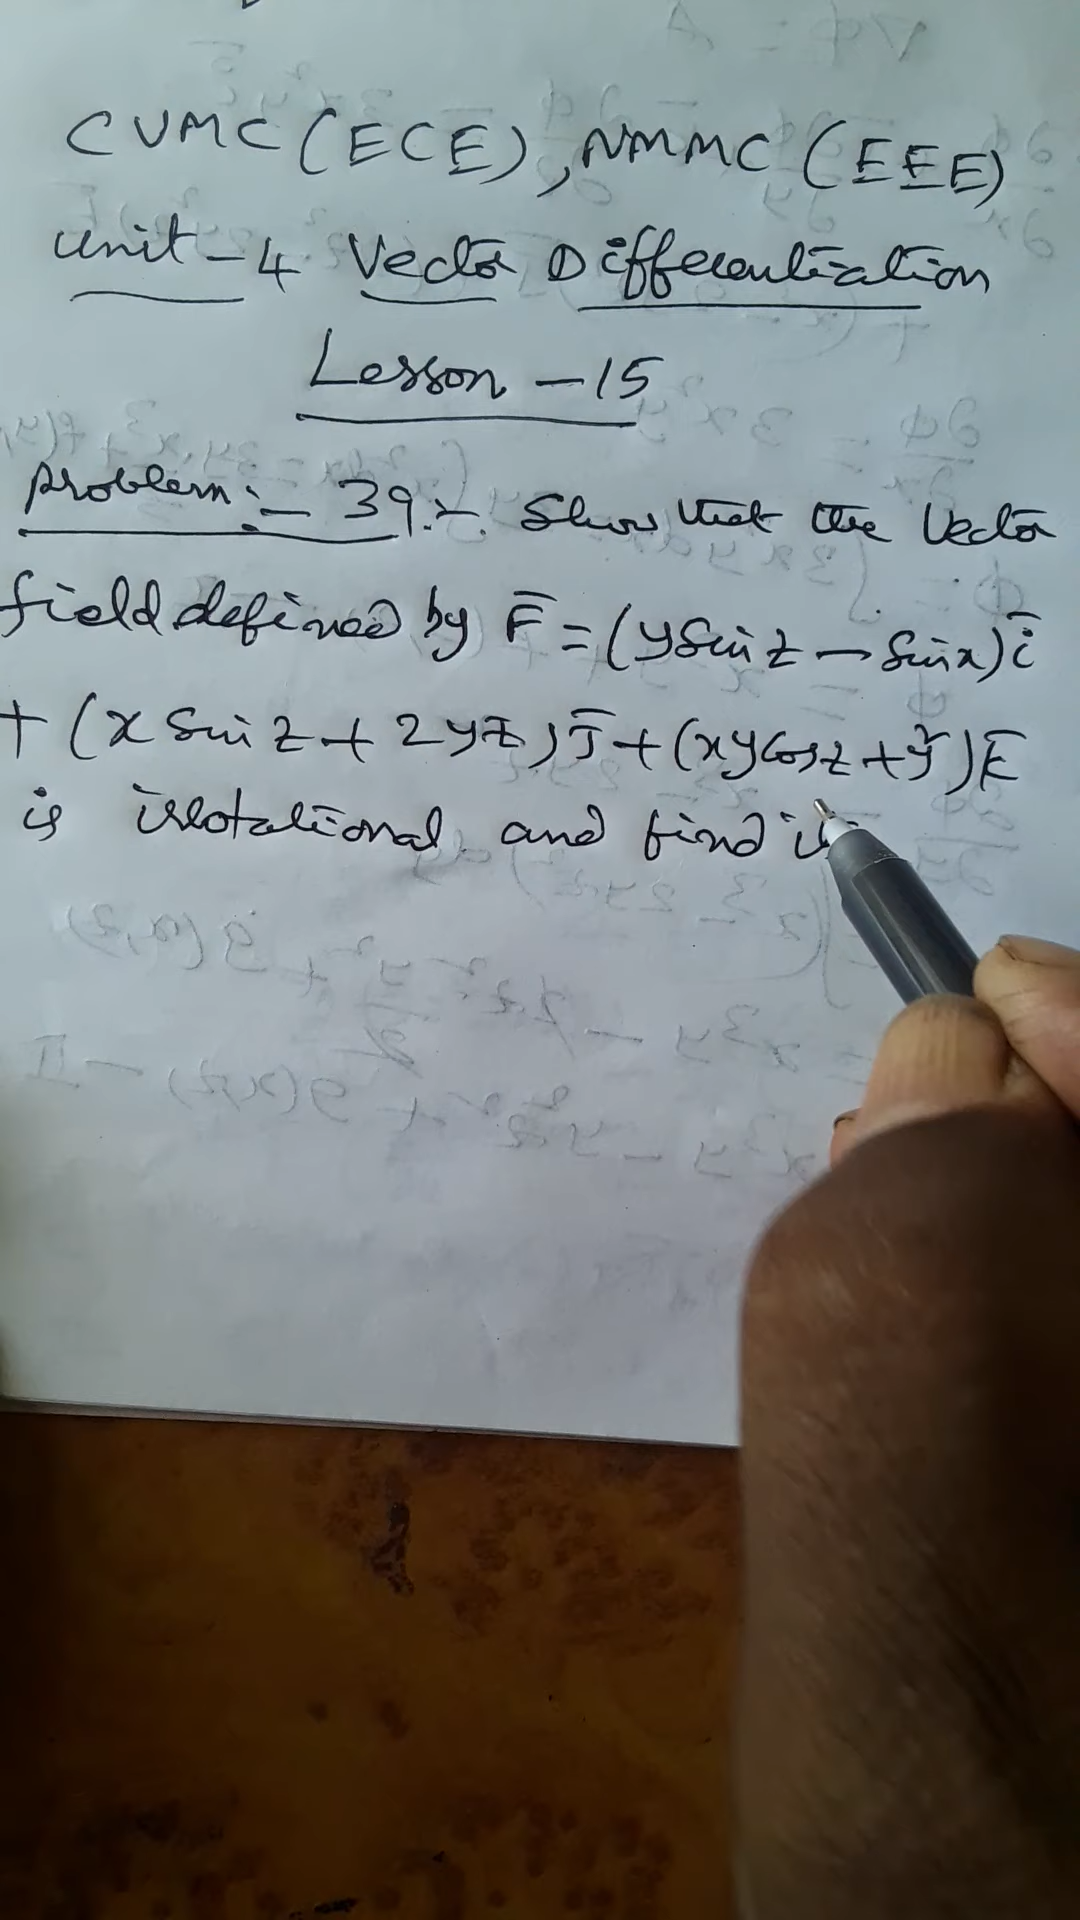 CVMC (ECE), NMMC (EEE)
unit - 4 Vector Differentiation
Lesson - 15
Problem:- 39:- Show that the Vector
field defined by F̅ = (y Sin z - Sin x) i̅
+ (x Sin z + 2yz) J̅ + (xy Cos z + y²) k̅
is irrotational and find it